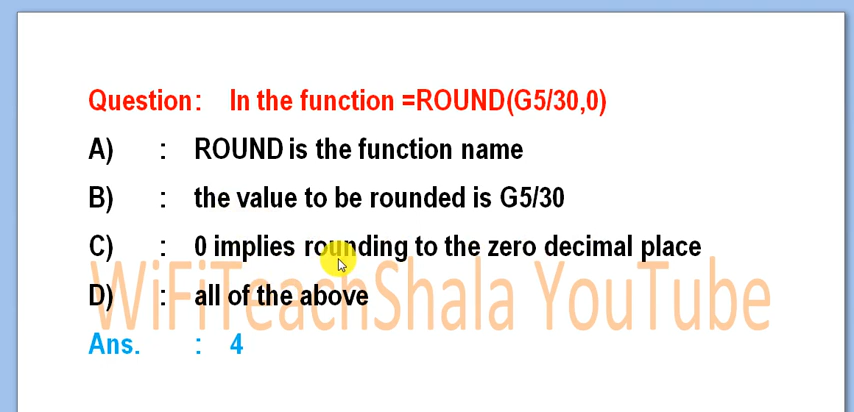 Question: In the function =ROUND(G5/30,0)
A) : ROUND is the function name
B) : the value to be rounded is G5/30
C) : 0 implies rounding to the zero decimal place
D) : all of the above
WiFiTeachShala YouTube
Ans. : 4